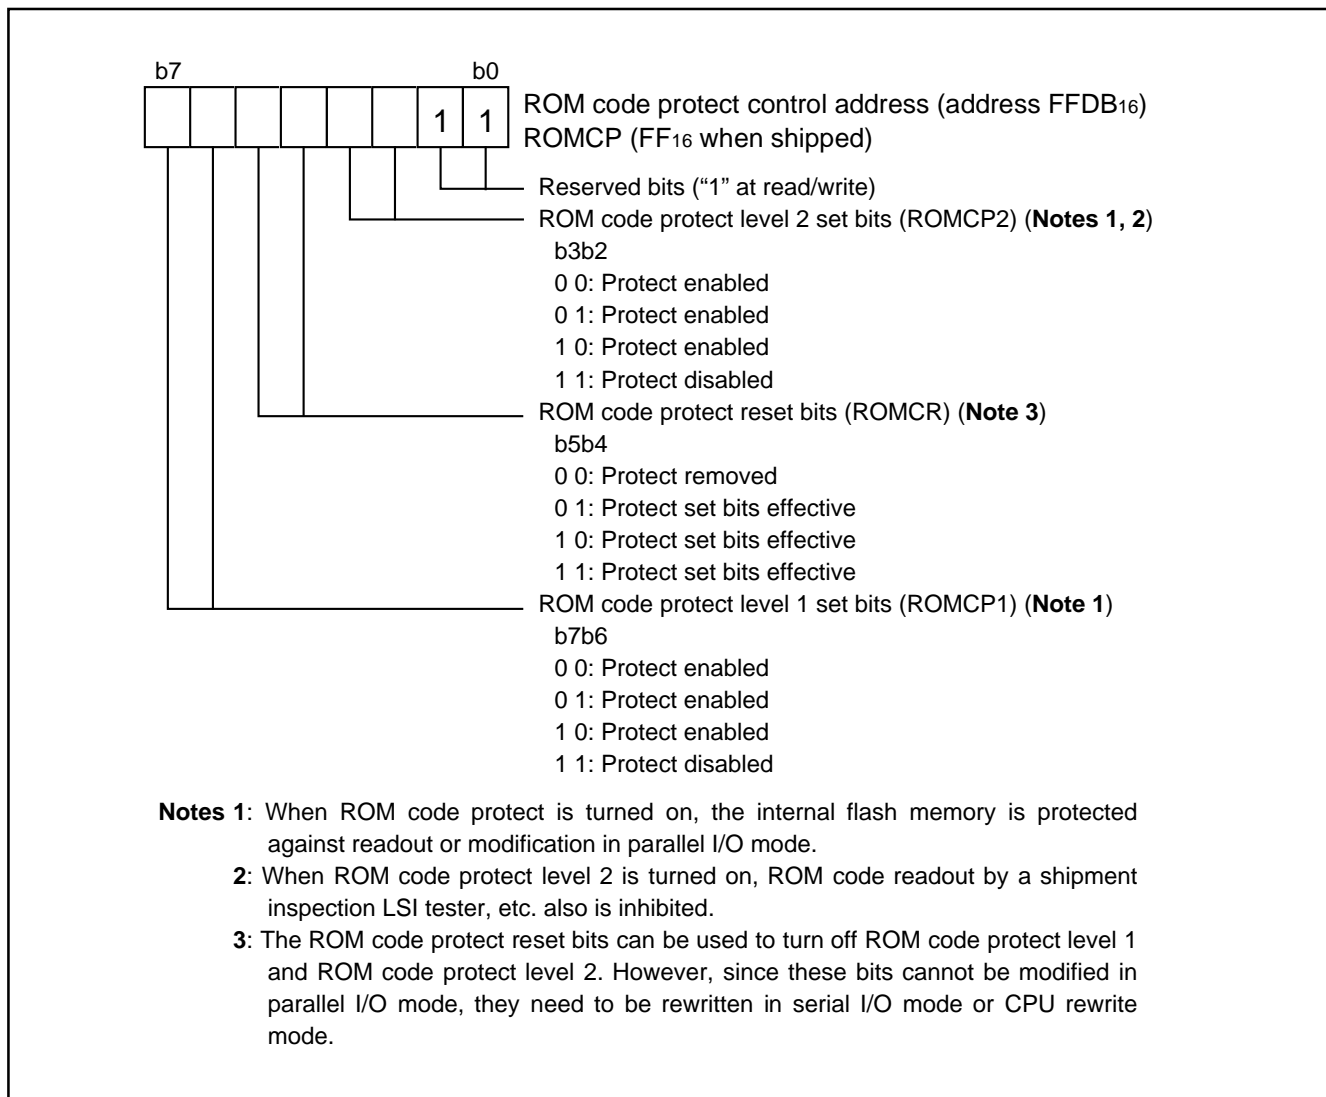 b7 b0
1 1
ROM code protect control address (address FFDB16)
ROMCP (FF16 when shipped)
Reserved bits (“1” at read/write)
ROM code protect level 2 set bits (ROMCP2) (Notes 1, 2)
b3b2
0 0: Protect enabled
0 1: Protect enabled
1 0: Protect enabled
1 1: Protect disabled
ROM code protect reset bits (ROMCR) (Note 3)
b5b4
0 0: Protect removed
0 1: Protect set bits effective
1 0: Protect set bits effective
1 1: Protect set bits effective
ROM code protect level 1 set bits (ROMCP1) (Note 1)
b7b6
0 0: Protect enabled
0 1: Protect enabled
1 0: Protect enabled
1 1: Protect disabled
Notes 1: When ROM code protect is turned on, the internal flash memory is protected
against readout or modification in parallel I/O mode.
2: When ROM code protect level 2 is turned on, ROM code readout by a shipment
inspection LSI tester, etc. also is inhibited.
3: The ROM code protect reset bits can be used to turn off ROM code protect level 1
and ROM code protect level 2. However, since these bits cannot be modified in
parallel I/O mode, they need to be rewritten in serial I/O mode or CPU rewrite
mode.